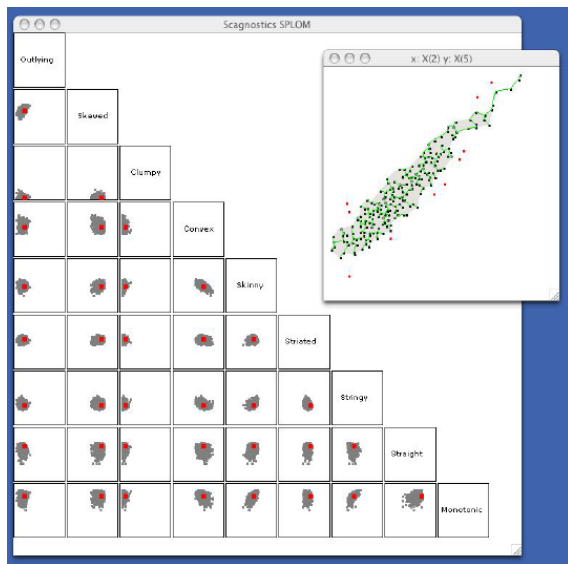 Scagnostics SPLOM
x: X(2) y: X(5)
Outlying
Skewed
Clumpy
Convex
Skinny
Striated
Stringy
Straight
Monotonic